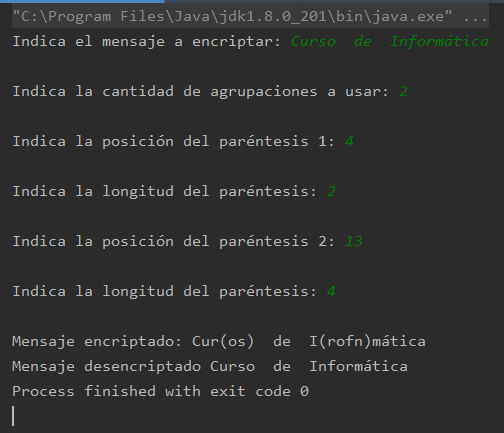 "C:\Program Files\Java\jdk1.8.0_201\bin\java.exe" ...
Indica el mensaje a encriptar: Curso  de  Informática
Indica la cantidad de agrupaciones a usar: 2
Indica la posición del paréntesis 1: 4
Indica la longitud del paréntesis: 2
Indica la posición del paréntesis 2: 13
Indica la longitud del paréntesis: 4
Mensaje encriptado: Cur(os)  de  I(rofn)mática
Mensaje desencriptado Curso  de  Informática
Process finished with exit code 0